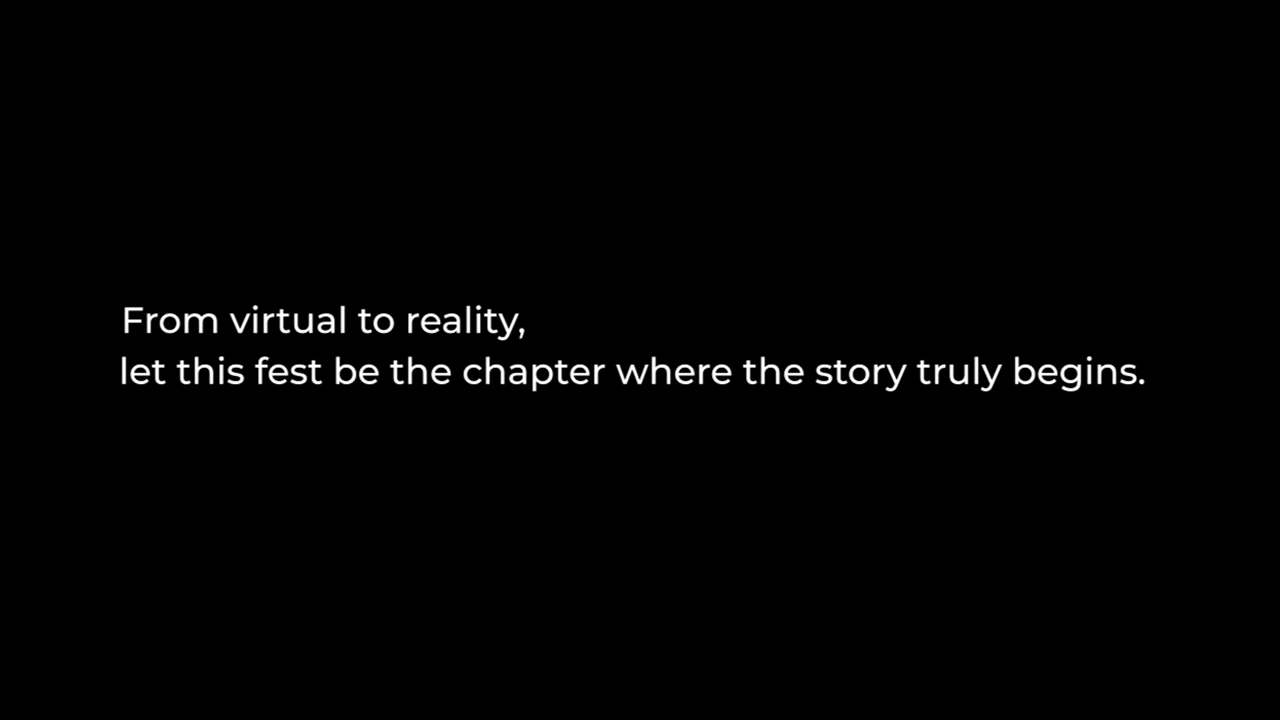 From virtual to reality,
let this fest be the chapter where the story truly begins.